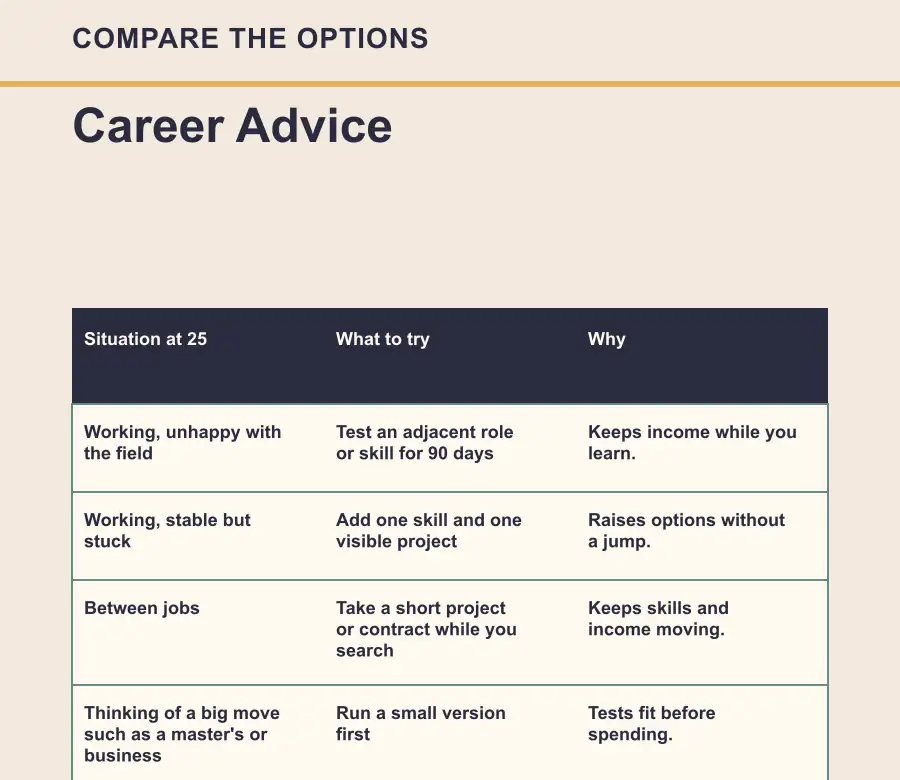 COMPARE THE OPTIONS
Career Advice
Situation at 25
What to try
Why
Working, unhappy with
the field
Test an adjacent role
or skill for 90 days
Keeps income while you
learn.
Working, stable but
stuck
Add one skill and one
visible project
Raises options without
a jump.
Between jobs
Take a short project
or contract while you
search
Keeps skills and
income moving.
Thinking of a big move
such as a master's or
business
Run a small version
first
Tests fit before
spending.